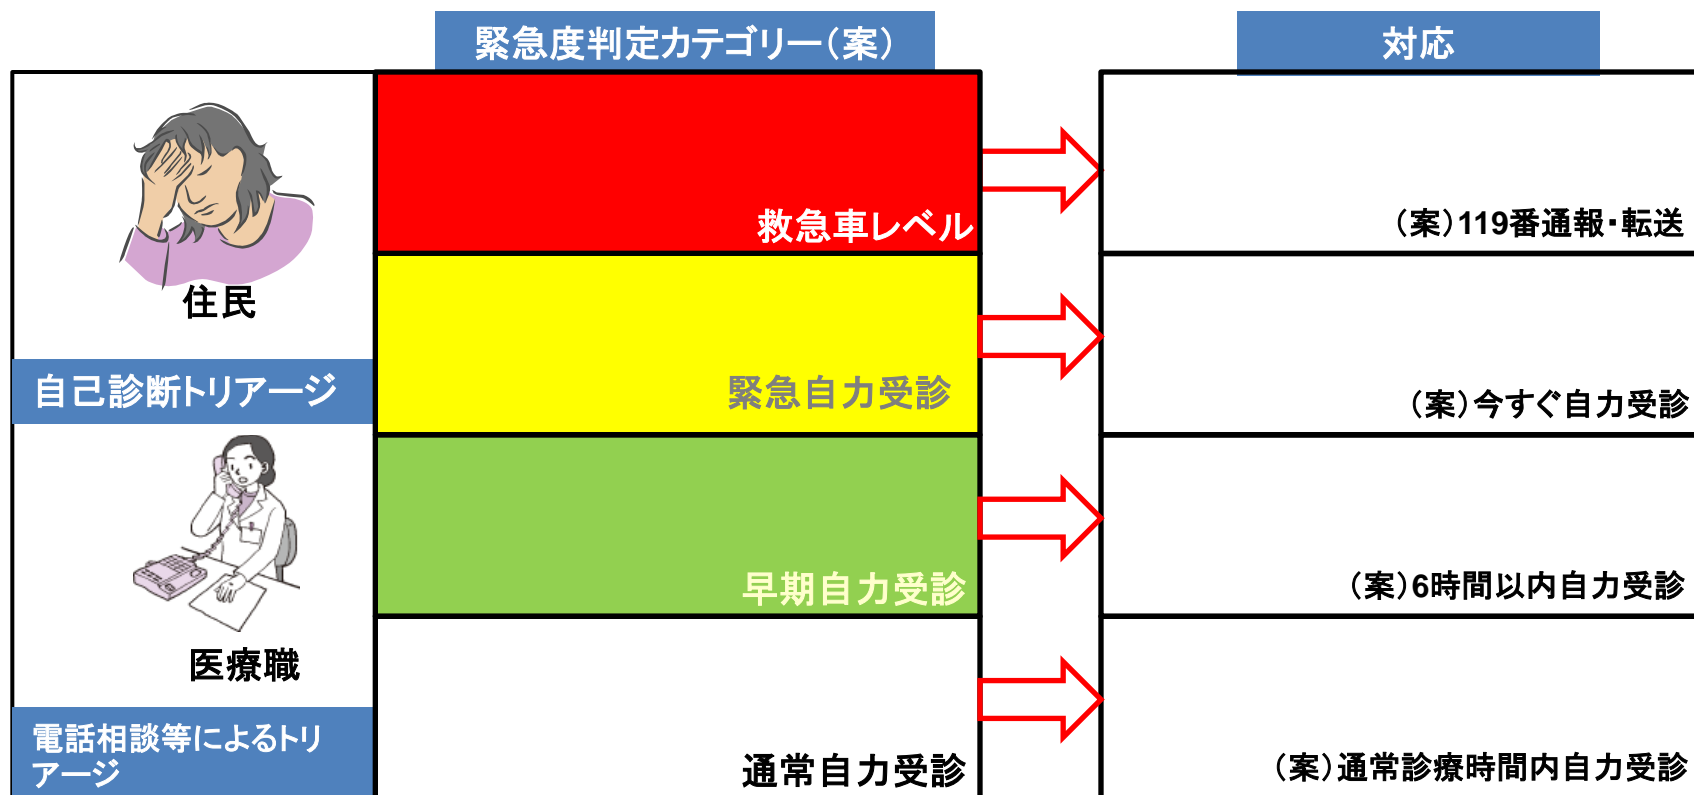 緊急度判定カテゴリー（案）
対応
住民
自己診断トリアージ
医療職
電話相談等によるトリ
アージ
救急車レベル
（案）119番通報・転送
緊急自力受診
（案）今すぐ自力受診
早期自力受診
（案）6時間以内自力受診
通常自力受診
（案）通常診療時間内自力受診